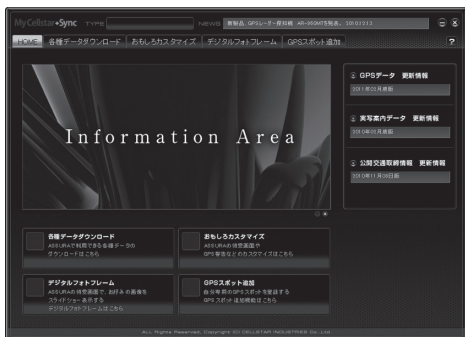 My Cellstar+Sync TYPE NEWS 新製品、GPSレーダー探知機 AR-360MTを発表。 2010/12/13
HOME 各種データダウンロード おもしろカスタマイズ デジタルフォトフレーム GPSスポット追加 ?
Information Area
GPSデータ 更新情報
2011年03月度版
実写案内データ 更新情報
2010年03月度版
公開交通取締情報 更新情報
2010年11月08日版
各種データダウンロード
ASSURAで利用できる各種データの
ダウンロードはこちら
おもしろカスタマイズ
ASSURAの待受画面や
GPS警告などのカスタマイズはこちら
デジタルフォトフレーム
ASSURAの待受画面で、お好みの画像を
スライドショー表示する
デジタルフォトフレームはこちら
GPSスポット追加
自分専用のGPSスポットを登録する
GPSスポット追加機能はこちら
ALL Rights Reserved, Copyright (C) CELLSTAR INDUSTRIES Co.,Ltd.